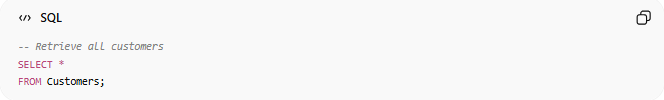 </> SQL
-- Retrieve all customers
SELECT *
FROM Customers;